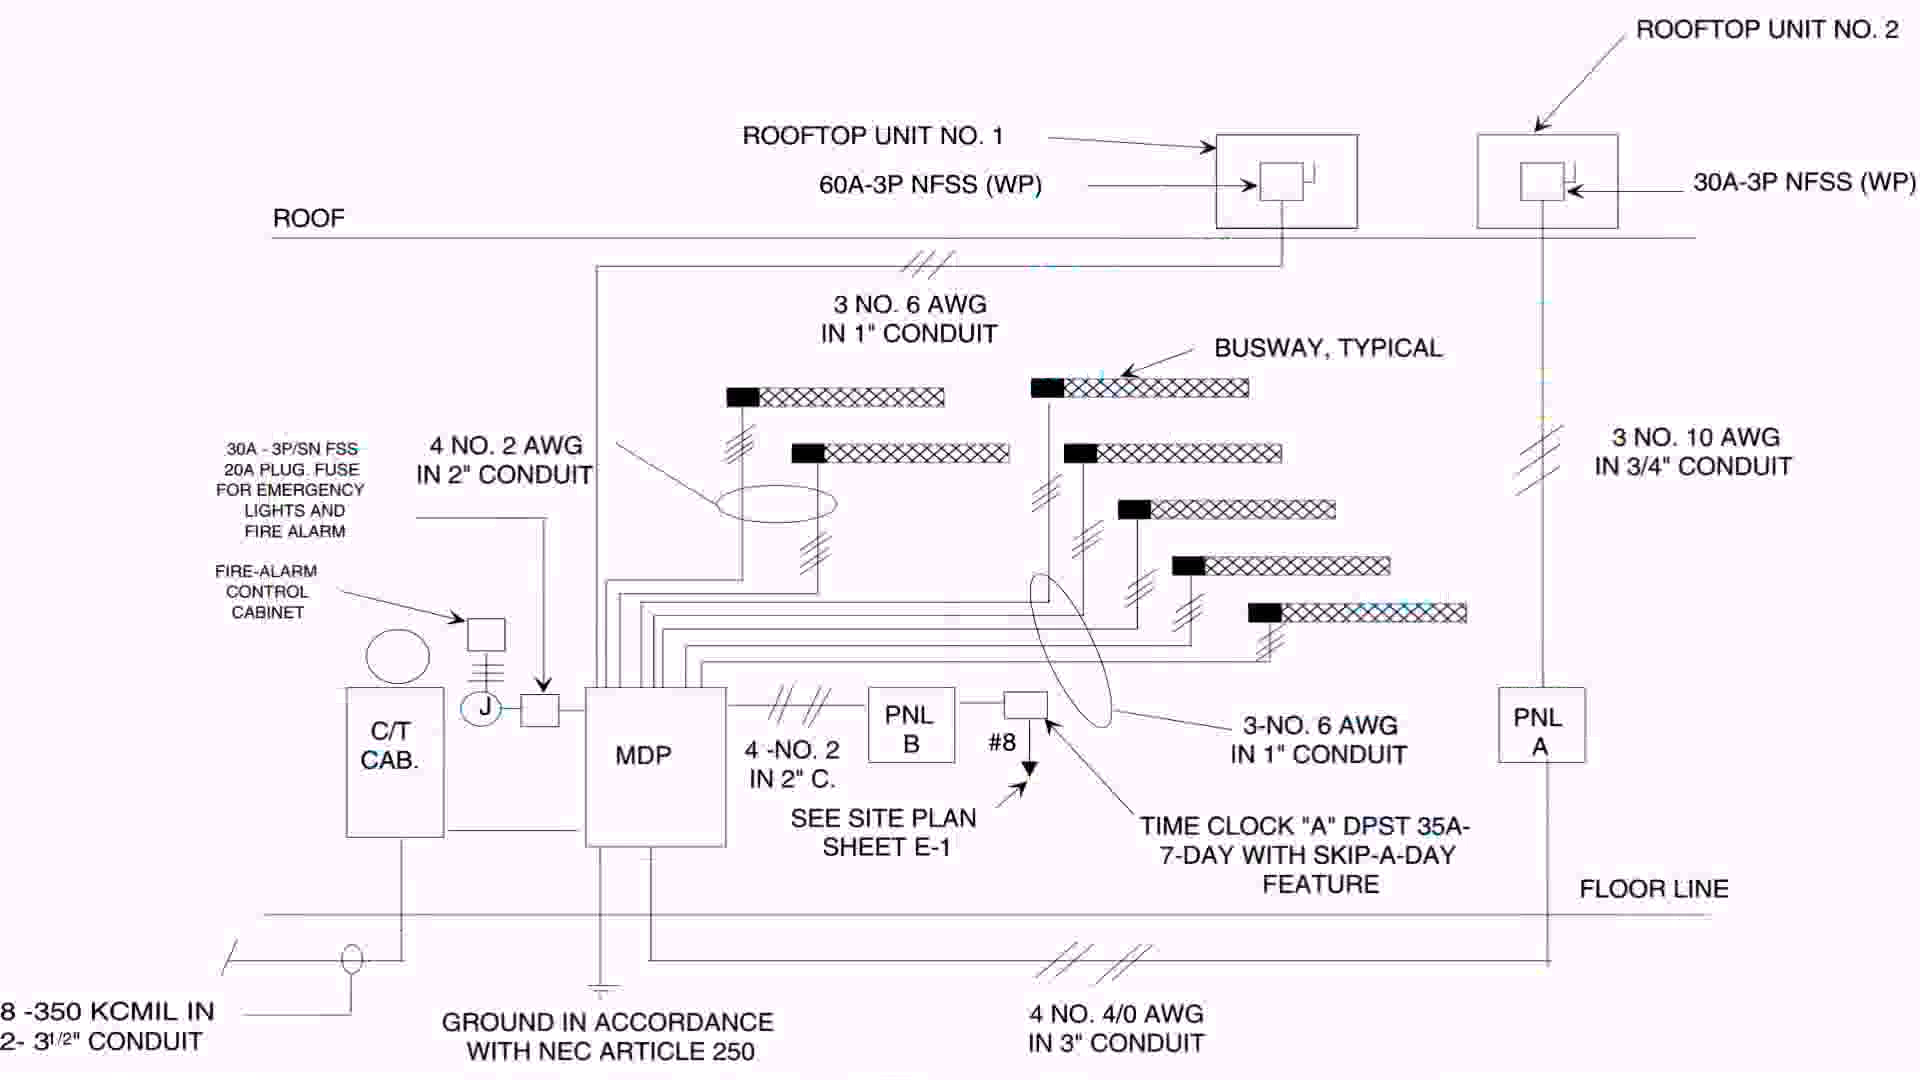 ROOFTOP UNIT NO. 2
ROOFTOP UNIT NO. 1
60A-3P NFSS (WP)
30A-3P NFSS (WP)
ROOF
3 NO. 6 AWG
IN 1" CONDUIT
BUSWAY, TYPICAL
30A - 3P/SN FSS
20A PLUG. FUSE
FOR EMERGENCY
LIGHTS AND
FIRE ALARM
4 NO. 2 AWG
IN 2" CONDUIT
3 NO. 10 AWG
IN 3/4" CONDUIT
FIRE-ALARM
CONTROL
CABINET
J
C/T
CAB.
MDP
4 -NO. 2
IN 2" C.
PNL
B
#8
3-NO. 6 AWG
IN 1" CONDUIT
PNL
A
SEE SITE PLAN
SHEET E-1
TIME CLOCK "A" DPST 35A-
7-DAY WITH SKIP-A-DAY
FEATURE
FLOOR LINE
8 -350 KCMIL IN
2- 3 1/2" CONDUIT
GROUND IN ACCORDANCE
WITH NEC ARTICLE 250
4 NO. 4/0 AWG
IN 3" CONDUIT